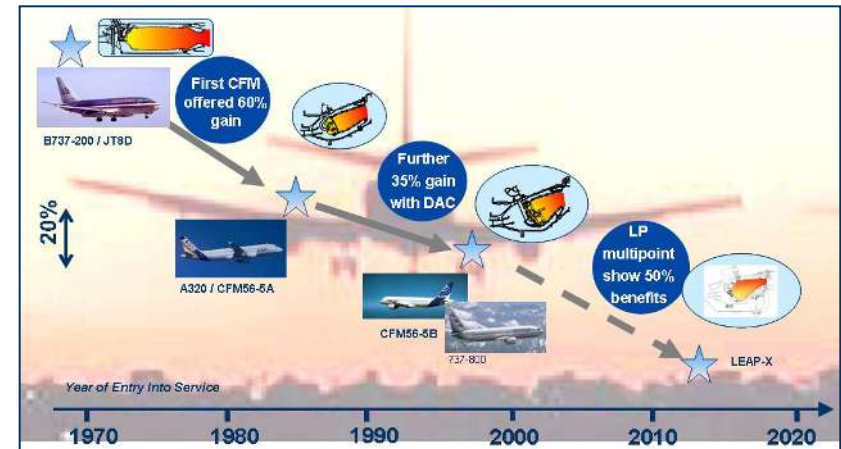 First CFM
offered 60%
gain
B737-200 / JT8D
Further
35% gain
with DAC
20%
A320 / CFM56-5A
LP
multipoint
show 50%
benefits
CFM56-5B
737-800
LEAP-X
Year of Entry Into Service
1970
1980
1990
2000
2010
2020